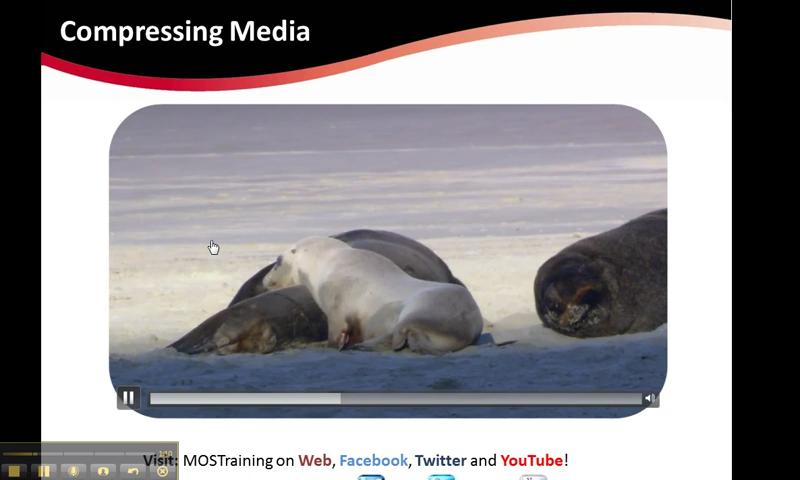 Compressing Media
Visit: MOSTraining on Web, Facebook, Twitter and YouTube!